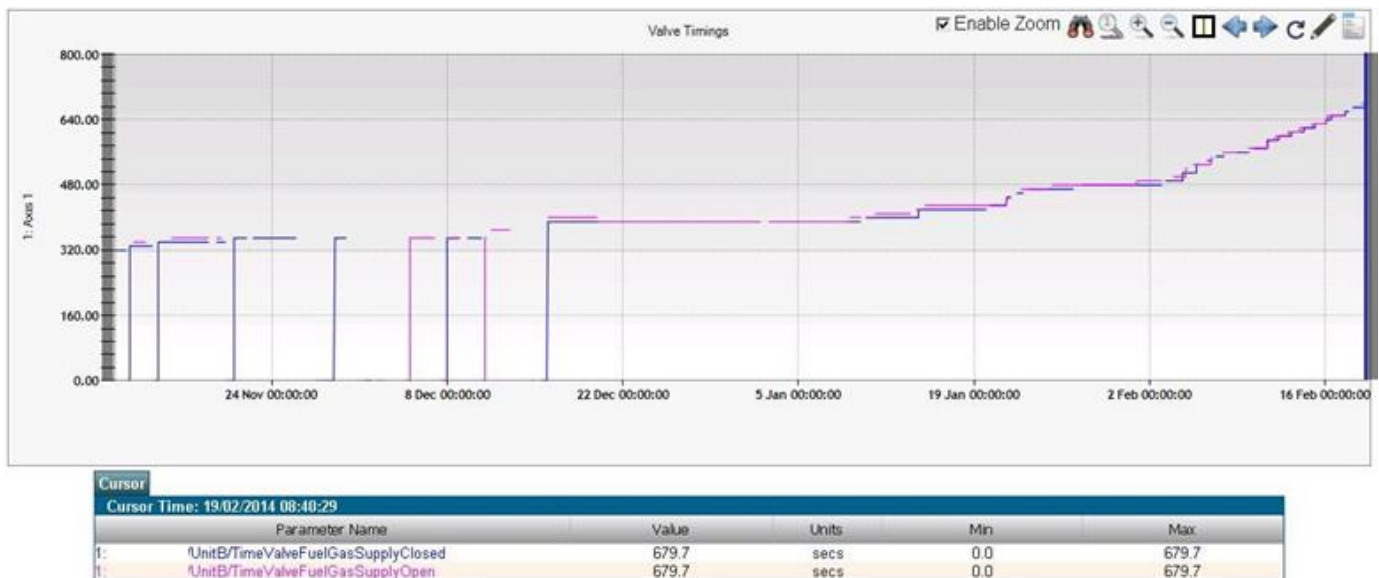 Valve Timings
Enable Zoom
800.00
640.00
480.00
320.00
160.00
0.00
1: Axis 1
24 Nov 00:00:00
8 Dec 00:00:00
22 Dec 00:00:00
5 Jan 00:00:00
19 Jan 00:00:00
2 Feb 00:00:00
16 Feb 00:00:00
Cursor
Cursor Time: 19/02/2014 08:40:29
Parameter Name Value Units Min Max
1: !UnitB/TimeValveFuelGasSupplyClosed 679.7 secs 0.0 679.7
1: !UnitB/TimeValveFuelGasSupplyOpen 679.7 secs 0.0 679.7